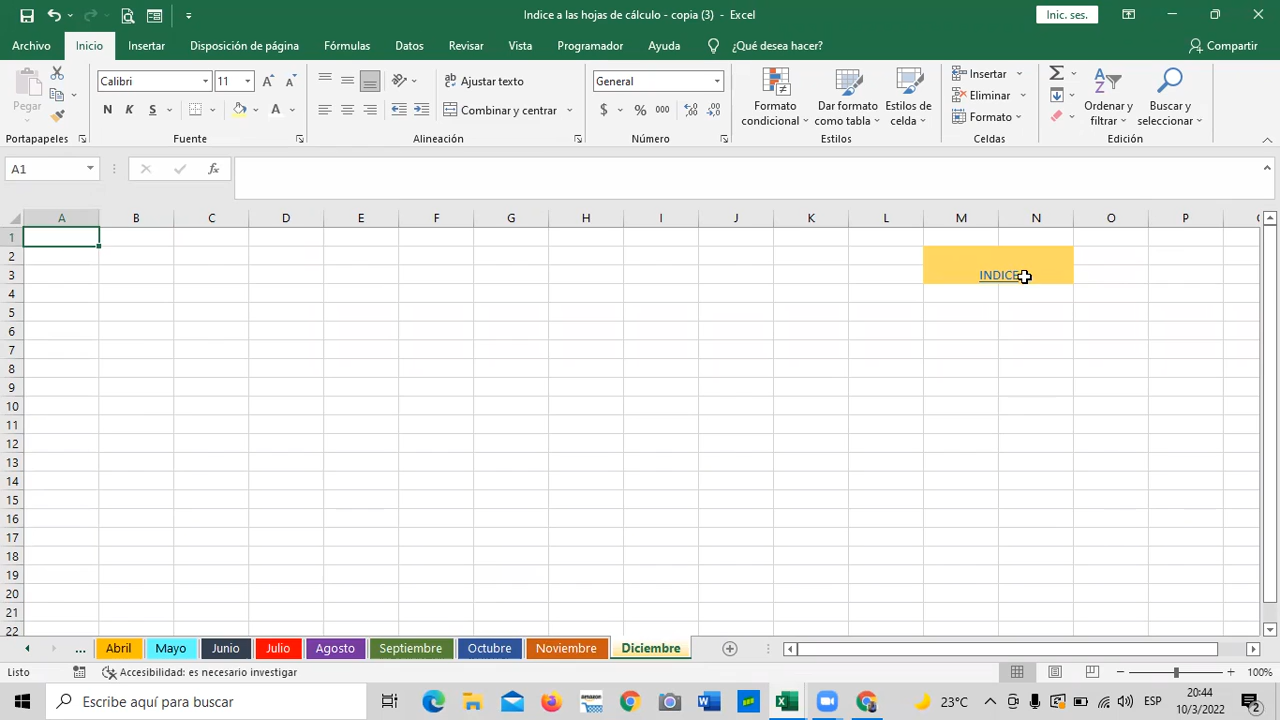 Indice a las hojas de cálculo - copia (3) - Excel
Inic. ses.
Archivo Inicio Insertar Disposición de página Fórmulas Datos Revisar Vista Programador Ayuda ¿Qué desea hacer? Compartir
Pegar
Calibri 11
N K S
Ajustar texto
Combinar y centrar
General
$ % 000
Formato condicional
Dar formato como tabla
Estilos de celda
Insertar
Eliminar
Formato
Ordenar y filtrar
Buscar y seleccionar
Portapapeles Fuente Alineación Número Estilos Celdas Edición
A1 fx
A B C D E F G H I J K L M N O P
1
2
3 INDICE
4
5
6
7
8
9
10
11
12
13
14
15
16
17
18
19
20
21
22
... Abril Mayo Junio Julio Agosto Septiembre Octubre Noviembre Diciembre
Listo Accesibilidad: es necesario investigar 100%
Escribe aquí para buscar amazon 23°C ESP 20:44
10/3/2022 2